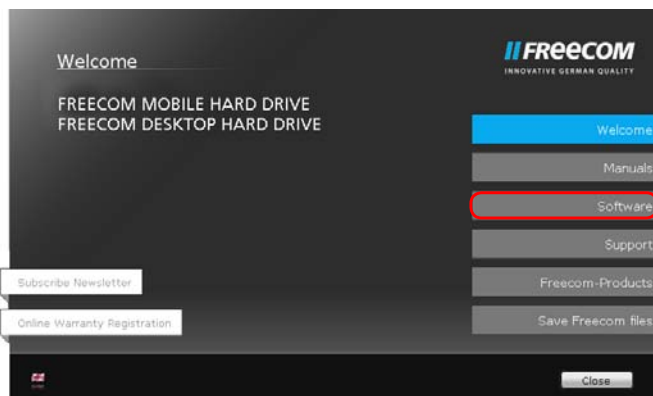 Welcome
FREECOM
INNOVATIVE GERMAN QUALITY
FREECOM MOBILE HARD DRIVE
FREECOM DESKTOP HARD DRIVE
Welcome
Manuals
Software
Support
Freecom-Products
Save Freecom files
Subscribe Newsletter
Online Warranty Registration
Close